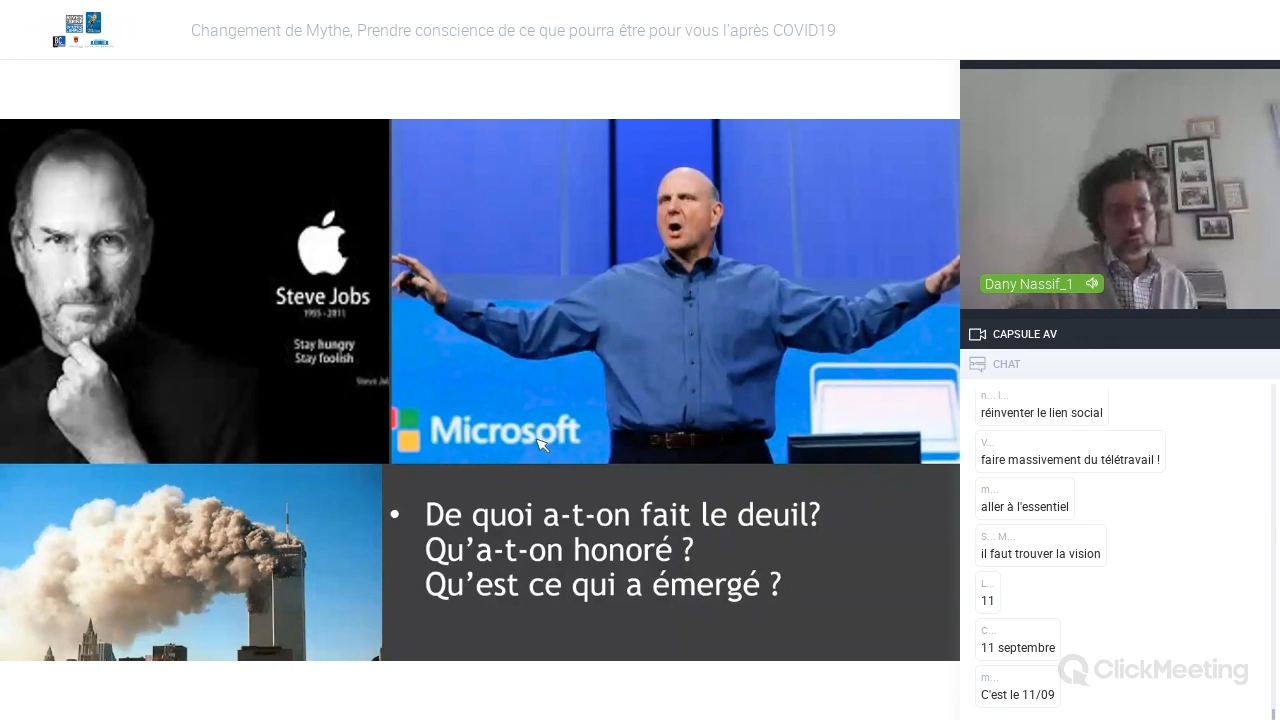 Changement de Mythe, Prendre conscience de ce que pourra être pour vous l'après COVID19
Steve Jobs
1955 - 2011
Stay hungry
Stay foolish
Microsoft
De quoi a-t-on fait le deuil?
Qu'a-t-on honoré ?
Qu'est ce qui a émergé ?
Dany Nassif_1
CAPSULE AV
CHAT
n... l...
réinventer le lien social
V...
faire massivement du télétravail !
m...
aller à l'essentiel
S... M...
il faut trouver la vision
L...
11
C...
11 septembre
m...
C'est le 11/09
ClickMeeting